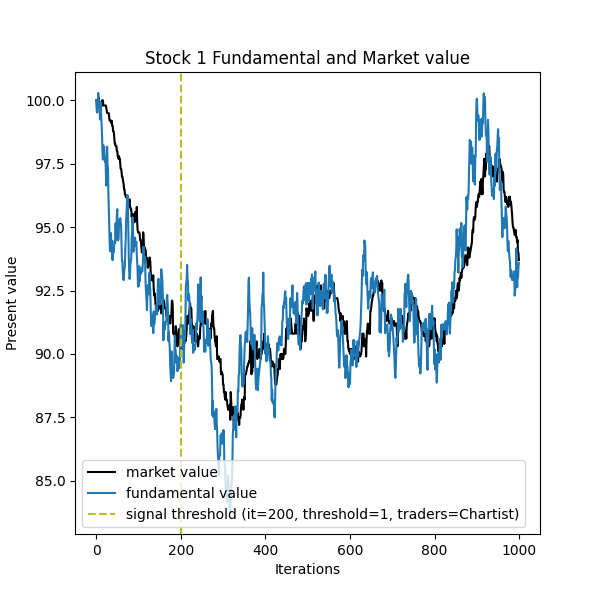 Stock 1 Fundamental and Market value
Present value
100.0
97.5
95.0
92.5
90.0
87.5
85.0
market value
fundamental value
signal threshold (it=200, threshold=1, traders=Chartist)
0 200 400 600 800 1000
Iterations